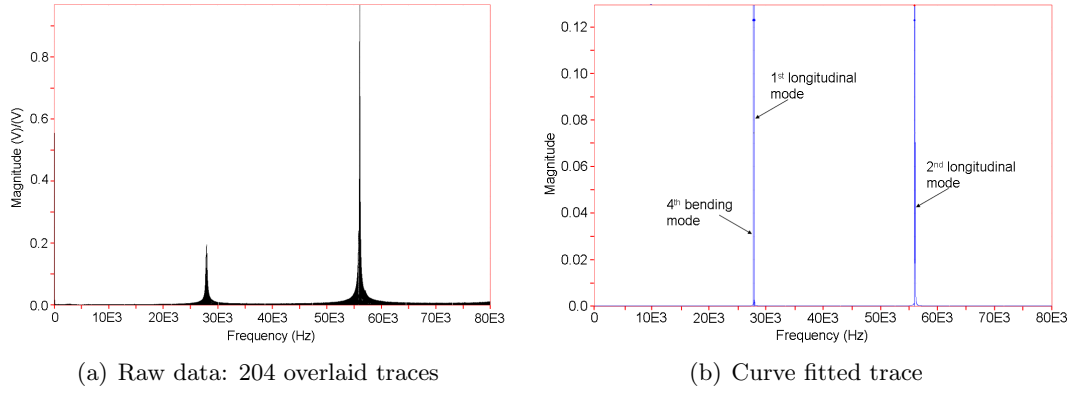 0.8
0.6
0.4
0.2
0.0
Magnitude (V)/(V)
0
10E3
20E3
30E3
40E3
50E3
60E3
70E3
80E3
Frequency (Hz)
(a) Raw data: 204 overlaid traces
0.12
0.10
0.08
0.06
0.04
0.02
0
Magnitude
1st longitudinal
mode
2nd longitudinal
mode
4th bending
mode
0
10E3
20E3
30E3
40E3
50E3
60E3
70E3
80E3
Frequency (Hz)
(b) Curve fitted trace